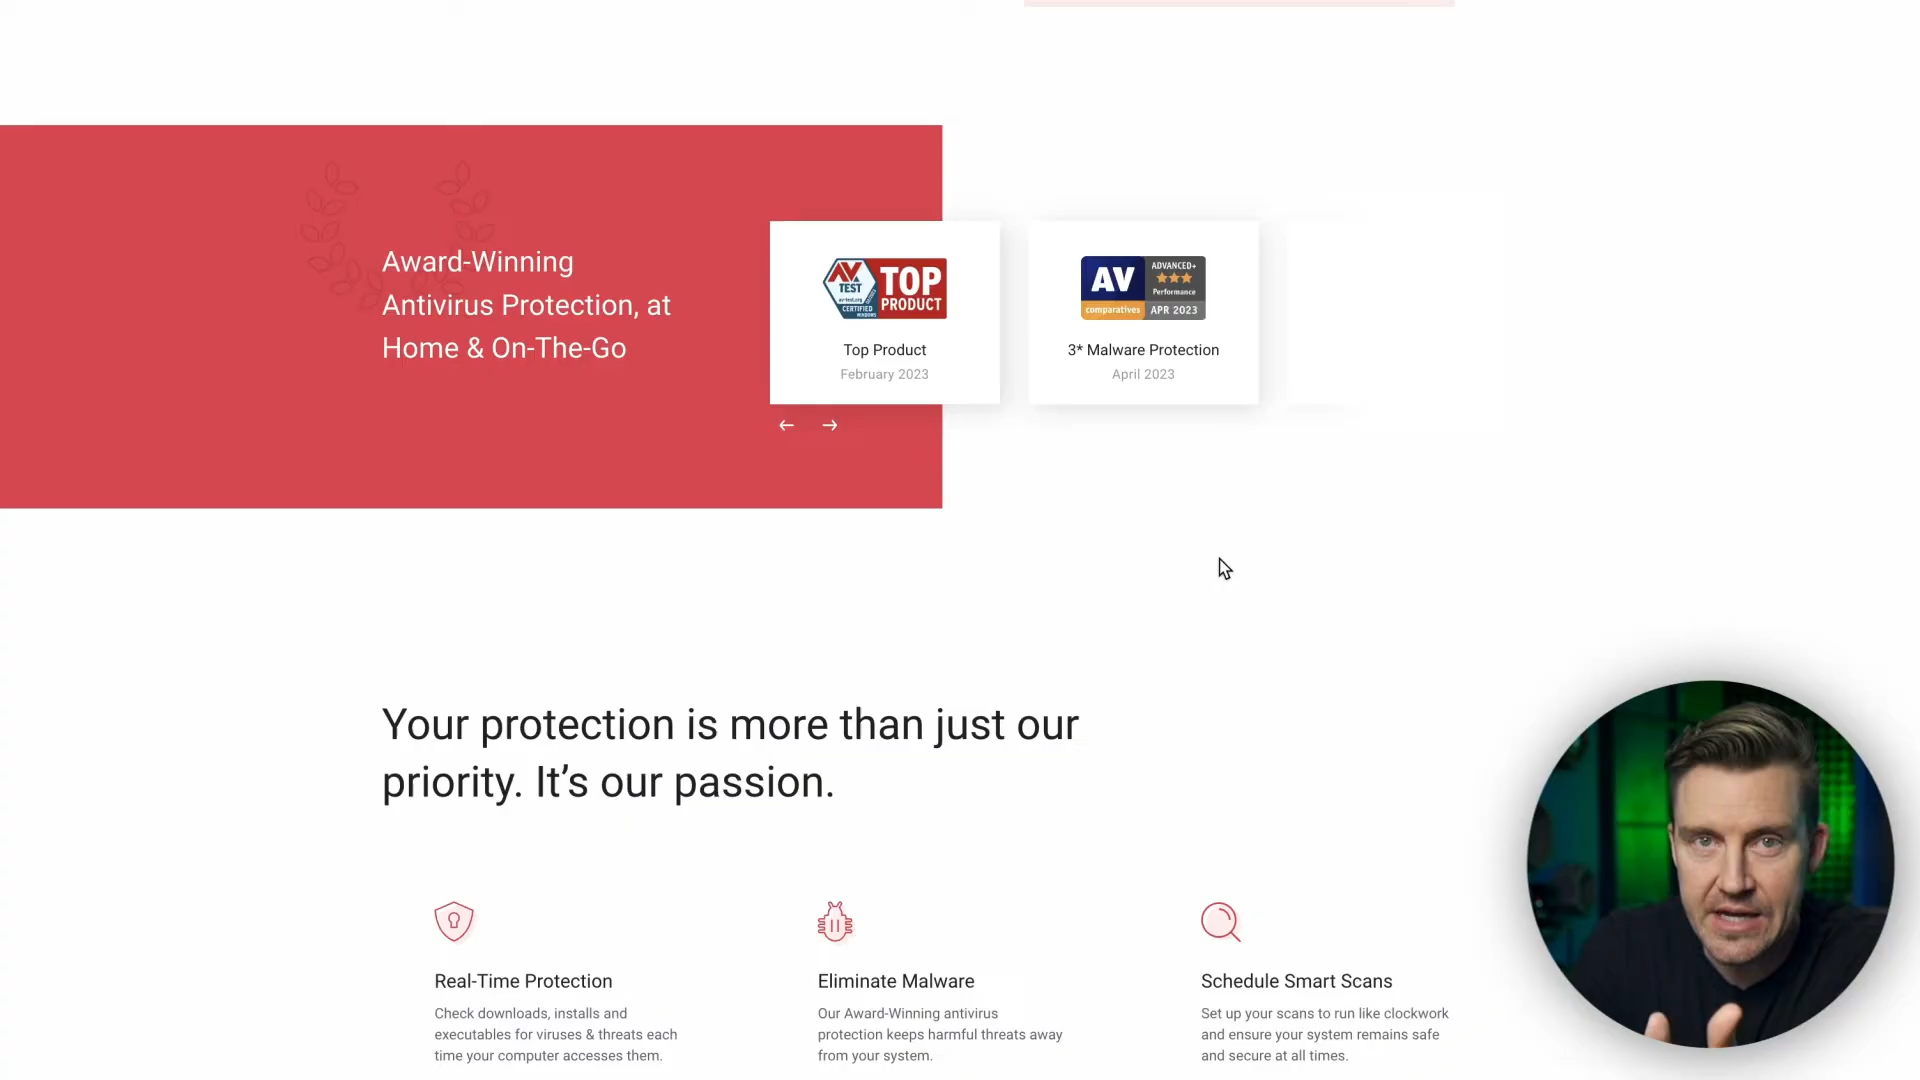 Award-Winning
Antivirus Protection, at
Home & On-The-Go
AV
TEST
av-test.org
CERTIFIED
WINDOWS
TOP
PRODUCT
Top Product
February 2023
AV
comparatives
ADVANCED+
Performance
APR 2023
3* Malware Protection
April 2023
Your protection is more than just our
priority. It’s our passion.
Real-Time Protection
Check downloads, installs and
executables for viruses & threats each
time your computer accesses them.
Eliminate Malware
Our Award-Winning antivirus
protection keeps harmful threats away
from your system.
Schedule Smart Scans
Set up your scans to run like clockwork
and ensure your system remains safe
and secure at all times.